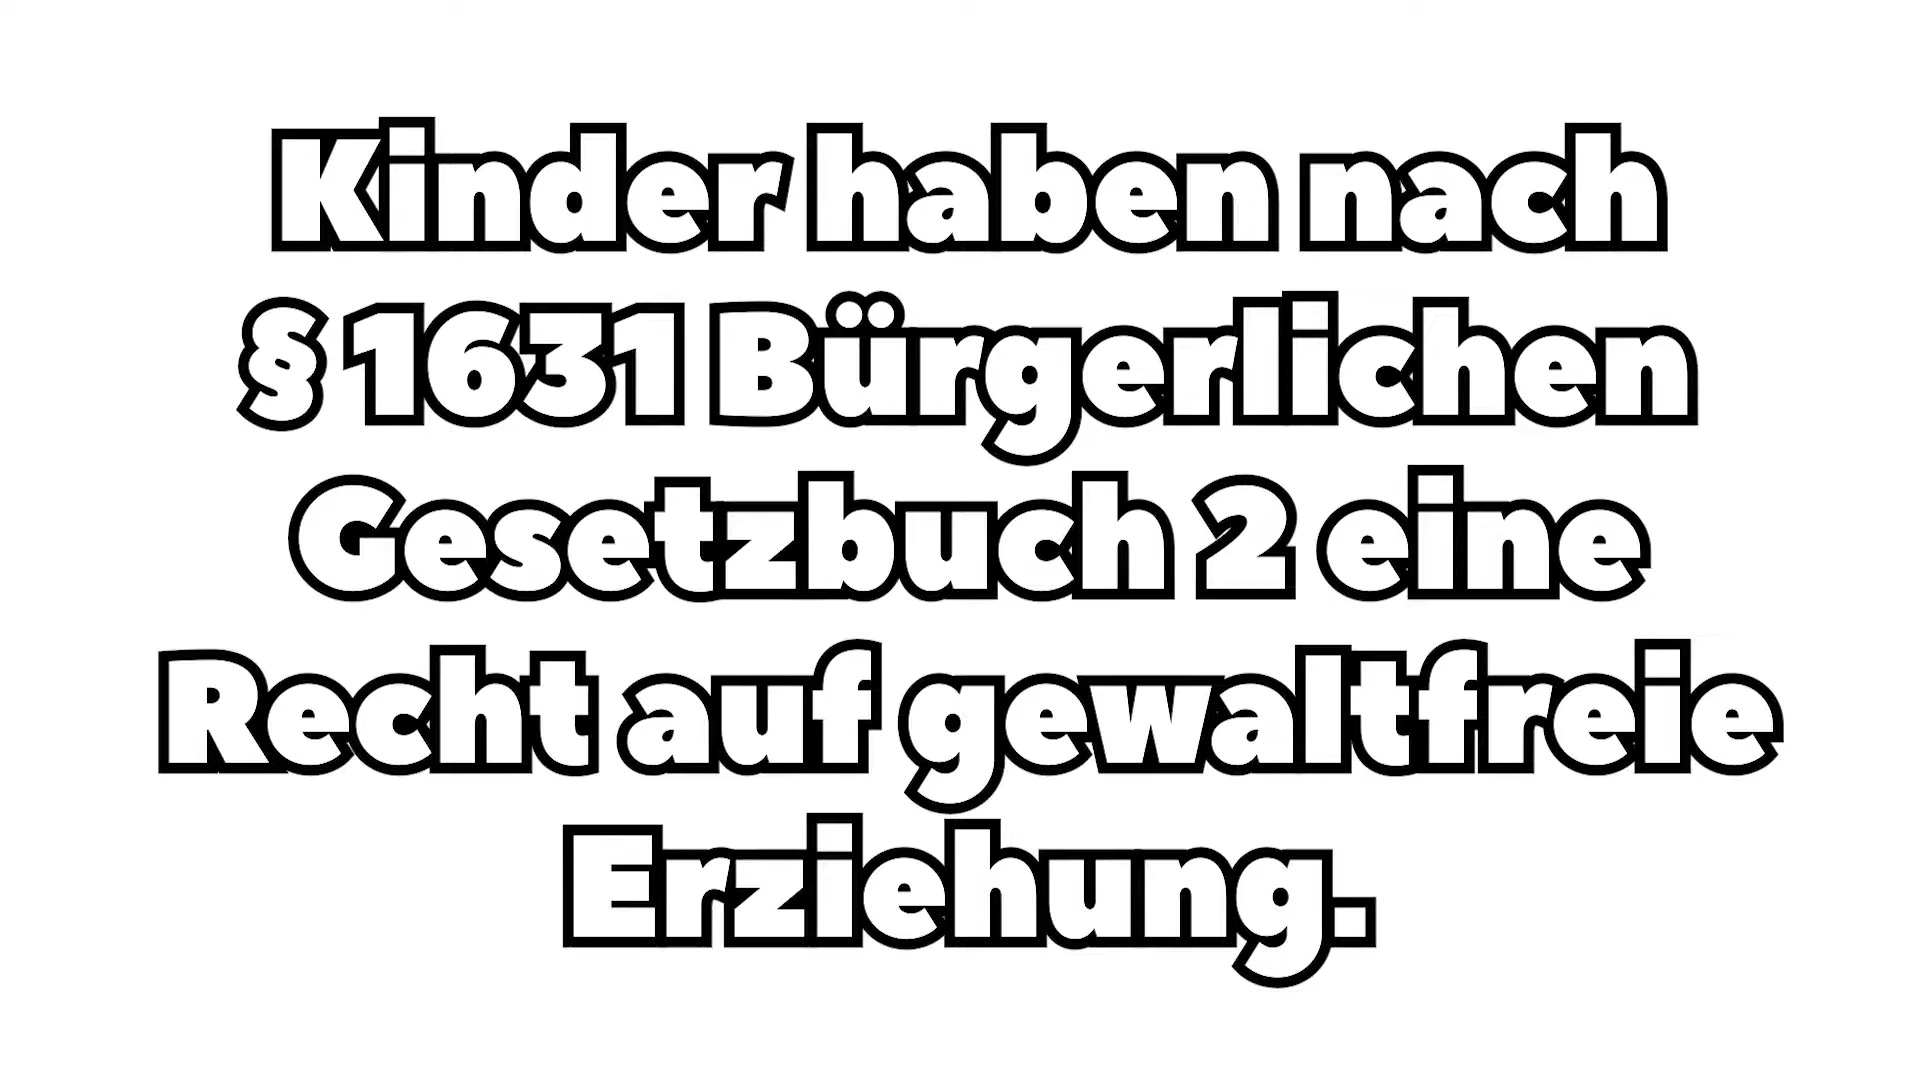 Kinder haben nach
§ 1631 Bürgerlichen
Gesetzbuch 2 eine
Recht auf gewaltfreie
Erziehung.